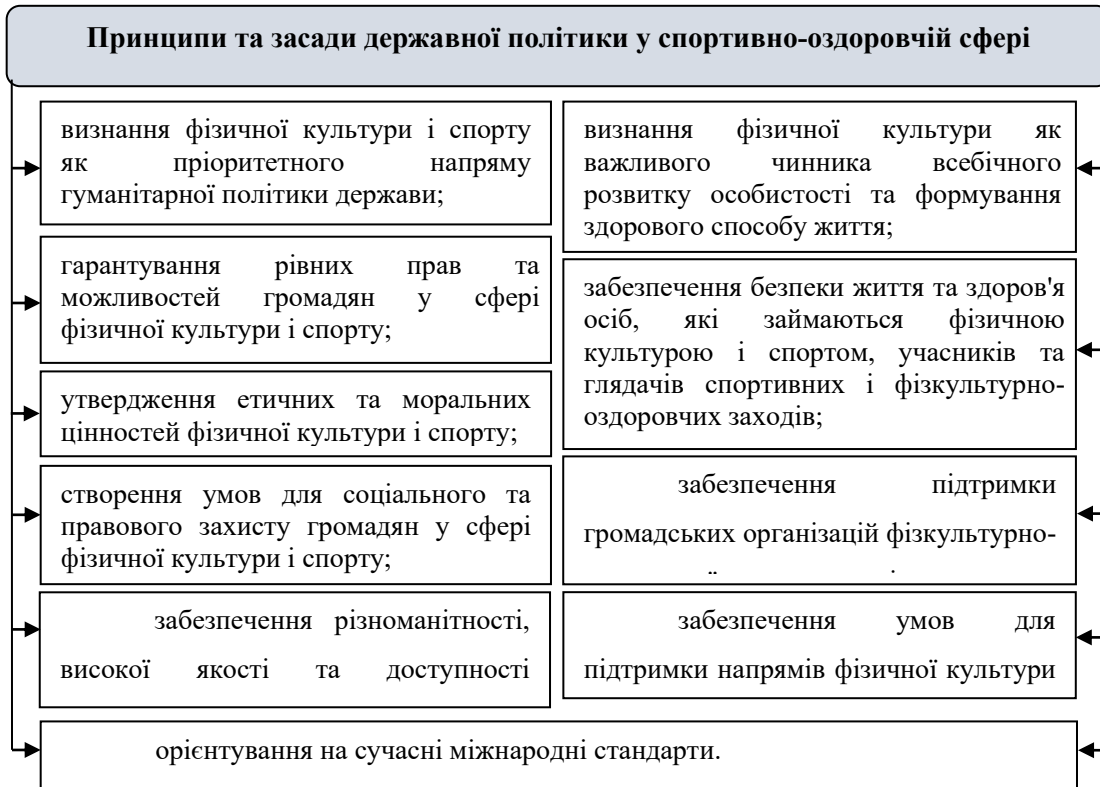 Принципи та засади державної політики у спортивно-оздоровчій сфері
визнання фізичної культури і спорту
як пріоритетного напряму
гуманітарної політики держави;
гарантування рівних прав та
можливостей громадян у сфері
фізичної культури і спорту;
утвердження етичних та моральних
цінностей фізичної культури і спорту;
створення умов для соціального та
правового захисту громадян у сфері
фізичної культури і спорту;
забезпечення різноманітності,
високої якості та доступності
визнання фізичної культури як
важливого чинника всебічного
розвитку особистості та формування
здорового способу життя;
забезпечення безпеки життя та здоров'я
осіб, які займаються фізичною
культурою і спортом, учасників та
глядачів спортивних і фізкультурно-
оздоровчих заходів;
забезпечення підтримки
громадських організацій фізкультурно-
забезпечення умов для
підтримки напрямів фізичної культури
орієнтування на сучасні міжнародні стандарти.